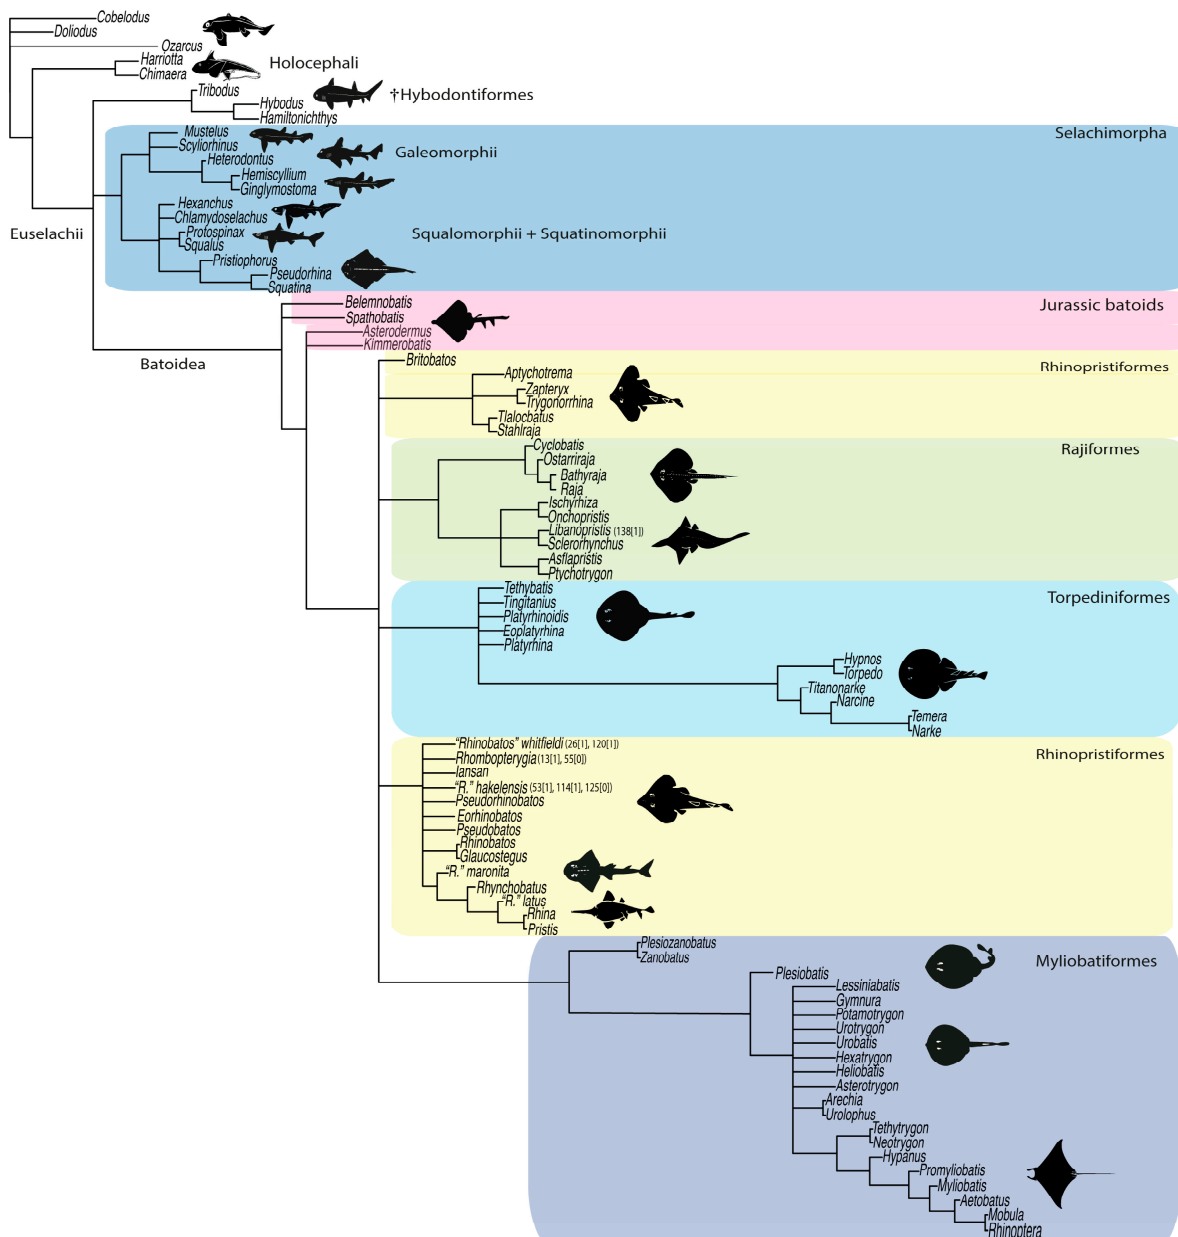 Cobelodus
Doliodus
Ozarcus
Harriotta
Chimaera
Holocephali
Tribodus
Hybodus
Hamiltonichthys
†Hybodontiformes
Selachimorpha
Mustelus
Scyliorhinus
Heterodontus
Galeomorphii
Hemiscyllium
Ginglymostoma
Hexanchus
Chlamydoselachus
Protospinax
Squalus
Squalomorphii + Squatinomorphii
Euselachii
Pristiophorus
Pseudorhina
Squatina
Belemnobatis
Spathobatis
Jurassic batoids
Asterodermus
Kimmerobatis
Batoidea
Britobatos
Rhinopristiformes
Aptychotrema
Zapteryx
Trygonorrhina
Tlalocbatus
Stahlraja
Cyclobatis
Rajiformes
Ostarriraja
Bathyraja
Raja
Ischyrhiza
Onchopristis
Libanopristis (138[1])
Sclerorhynchus
Asflapristis
Ptychotrygon
Tethybatis
Torpediniformes
Tingitanius
Platyrhinoidis
Eoplatyrhina
Platyrhina
Hypnos
Torpedo
Titanonarke
Narcine
Temera
Narke
“Rhinobatos” whitfieldi (26[1], 120[1])
Rhinopristiformes
Rhombopterygia (13[1], 55[0])
Iansan
“R.” hakelensis (53[1], 114[1], 125[0])
Pseudorhinobatos
Eorhinobatos
Pseudobatos
Rhinobatos
Glaucostegus
“R.” maronita
Rhynchobatus
“R.” latus
Rhina
Pristis
Plesiozanobatus
Zanobatus
Myliobatiformes
Plesiobatis
Lessiniabatis
Gymnura
Potamotrygon
Urotrygon
Urobatis
Hexatrygon
Heliobatis
Asterotrygon
Arechia
Urolophus
Tethytrygon
Neotrygon
Hypanus
Promyliobatis
Myliobatis
Aetobatus
Mobula
Rhinoptera